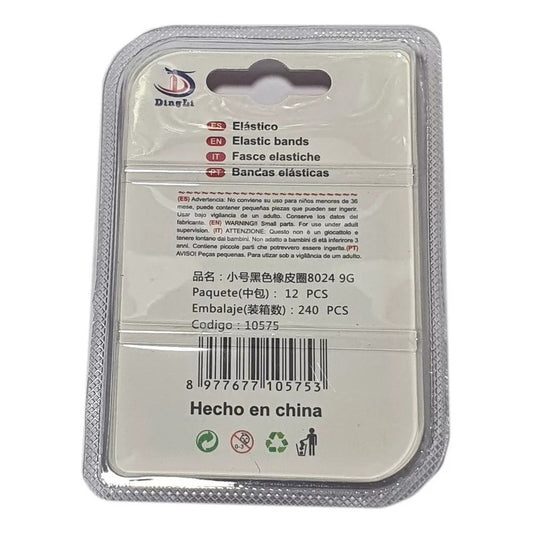 DingLi
ES Elástico
EN Elastic bands
IT Fasce elastiche
PT Bandas elásticas
(ES) Advertencia: No conviene su uso para niños menores de 36
mese, puede contener pequeñas piezas que pueden ser ingerir.
Usar bajo vigilancia de un adulto. Conserve los datos del
fabricante. (EN) WARNING!! Small parts. For use under adult
supervision. (IT) ATTENZIONE: Questo non è un giocattolo e
tenere lontano dai bambini. Non adatto a bambini di età inferiore 3
anni. Contiene piccole parti che potrevvero essere ingerite.(PT)
AVISO! Peças pequenas. Para utizar sob a vigilância de um adulto.
品名：小号黑色橡皮圈8024 9G
Paquete(中包)：12 PCS
Embalaje(装箱数)：240 PCS
Codigo：10575
8 977677 105753
Hecho en china
0-3